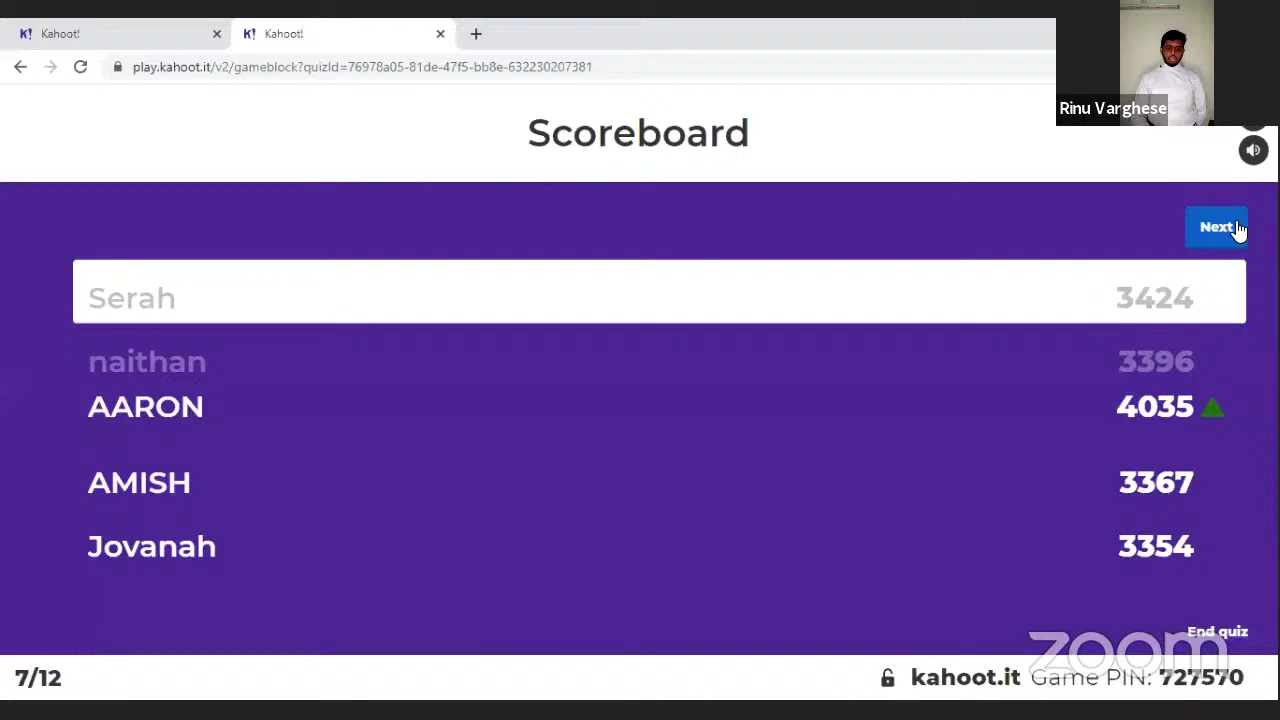 K! Kahoot!
K! Kahoot!
play.kahoot.it/v2/gameblock?quizId=76978a05-81de-47f5-bb8e-632230207381
Rinu Varghese
Scoreboard
Next
Serah 3424
naithan 3396
AARON 4035
AMISH 3367
Jovanah 3354
End quiz
zoom
7/12 kahoot.it Game PIN: 727570